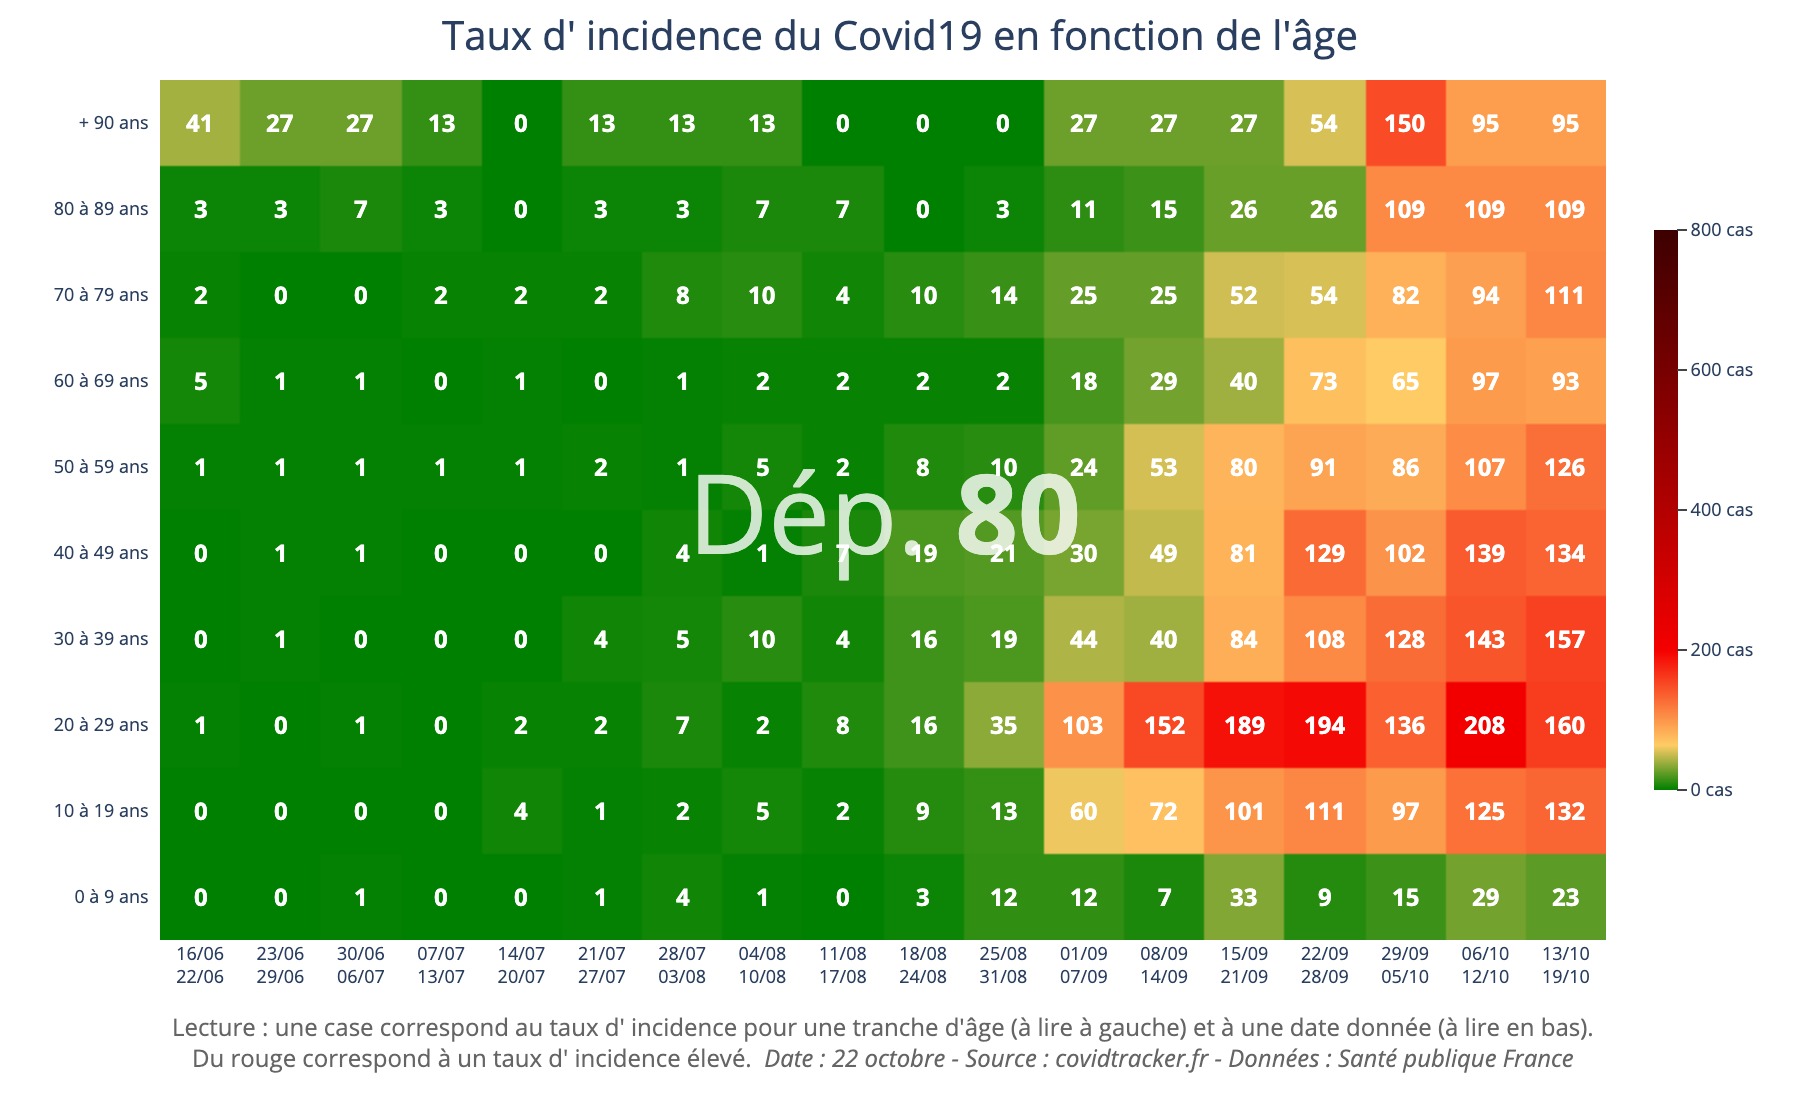 Taux d' incidence du Covid19 en fonction de l'âge
+ 90 ans 41 27 27 13 0 13 13 13 0 0 0 27 27 27 54 150 95 95
80 à 89 ans 3 3 7 3 0 3 3 7 7 0 3 11 15 26 26 109 109 109
800 cas
70 à 79 ans 2 0 0 2 2 2 8 10 4 10 14 25 25 52 54 82 94 111
60 à 69 ans 5 1 1 0 1 0 1 2 2 2 2 18 29 40 73 65 97 93
600 cas
50 à 59 ans 1 1 1 1 1 2 1 5 2 8 10 24 53 80 91 86 107 126
Dép. 80
400 cas
40 à 49 ans 0 1 1 0 0 0 4 1 7 19 21 30 49 81 129 102 139 134
30 à 39 ans 0 1 0 0 0 4 5 10 4 16 19 44 40 84 108 128 143 157
200 cas
20 à 29 ans 1 0 1 0 2 2 7 2 8 16 35 103 152 189 194 136 208 160
0 cas
10 à 19 ans 0 0 0 0 4 1 2 5 2 9 13 60 72 101 111 97 125 132
0 à 9 ans 0 0 1 0 0 1 4 1 0 3 12 12 7 33 9 15 29 23
16/06 23/06 30/06 07/07 14/07 21/07 28/07 04/08 11/08 18/08 25/08 01/09 08/09 15/09 22/09 29/09 06/10 13/10
22/06 29/06 06/07 13/07 20/07 27/07 03/08 10/08 17/08 24/08 31/08 07/09 14/09 21/09 28/09 05/10 12/10 19/10
Lecture : une case correspond au taux d' incidence pour une tranche d'âge (à lire à gauche) et à une date donnée (à lire en bas).
Du rouge correspond à un taux d' incidence élevé. Date : 22 octobre - Source : covidtracker.fr - Données : Santé publique France